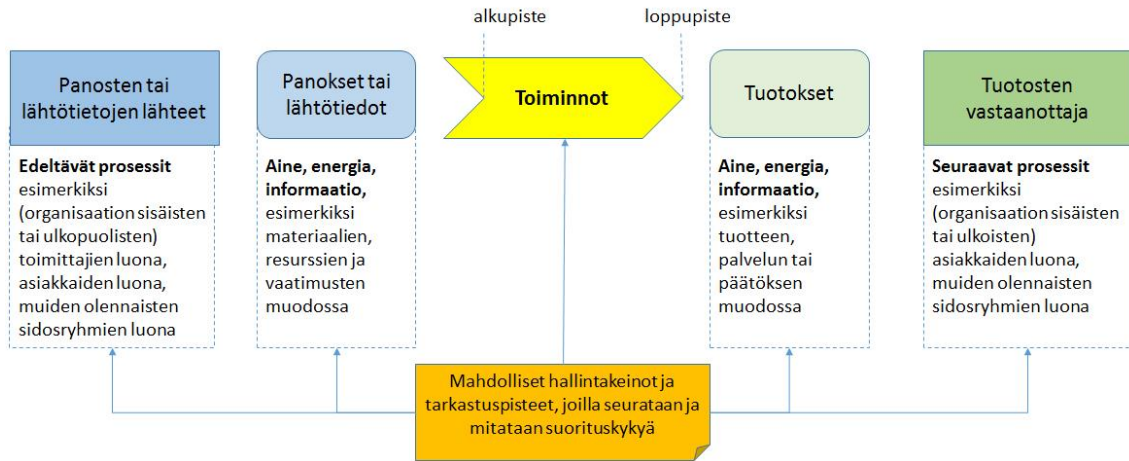 alkupiste
loppupiste
Panosten tai
lähtötietojen lähteet
Edeltävät prosessit
esimerkiksi
(organisaation sisäisten
tai ulkopuolisten)
toimittajien luona,
asiakkaiden luona,
muiden olennaisten
sidosryhmien luona
Panokset tai
lähtötiedot
Aine, energia,
informaatio,
esimerkiksi
materiaalien,
resurssien ja
vaatimusten
muodossa
Toiminnot
Tuotokset
Aine, energia,
informaatio,
esimerkiksi
tuotteen,
palvelun tai
päätöksen
muodossa
Tuotosten
vastaanottaja
Seuraavat prosessit
esimerkiksi
(organisaation sisäisten
tai ulkoisten)
asiakkaiden luona,
muiden olennaisten
sidosryhmien luona
Mahdolliset hallintakeinot ja
tarkastuspisteet, joilla seurataan ja
mitataan suorituskykyä